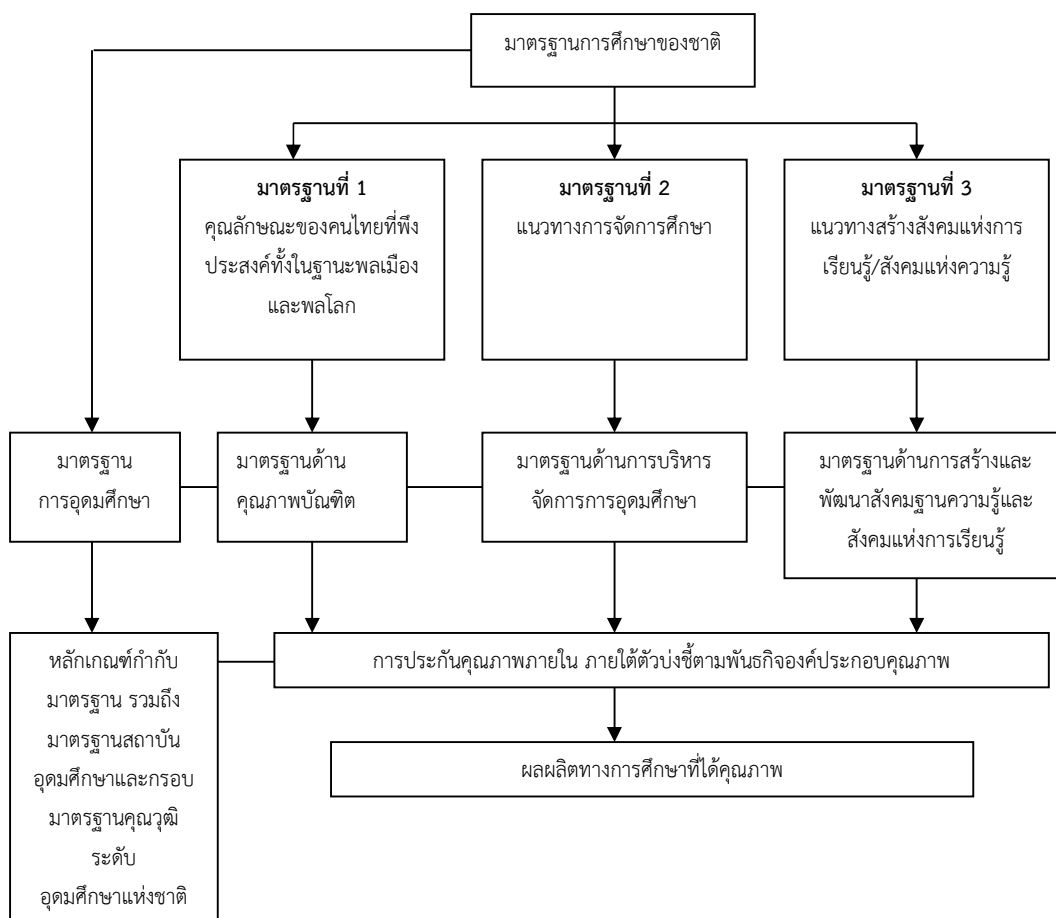 มาตรฐานการศึกษาของชาติ
มาตรฐานที่ 1
คุณลักษณะของคนไทยที่พึง
ประสงค์ทั้งในฐานะพลเมือง
และพลโลก
มาตรฐานที่ 2
แนวทางการจัดการศึกษา
มาตรฐานที่ 3
แนวทางสร้างสังคมแห่งการ
เรียนรู้/สังคมแห่งความรู้
มาตรฐาน
การอุดมศึกษา
มาตรฐานด้าน
คุณภาพบัณฑิต
มาตรฐานด้านการบริหาร
จัดการการอุดมศึกษา
มาตรฐานด้านการสร้างและ
พัฒนาสังคมฐานความรู้และ
สังคมแห่งการเรียนรู้
หลักเกณฑ์กำกับ
มาตรฐาน รวมถึง
มาตรฐานสถาบัน
อุดมศึกษาและกรอบ
มาตรฐานคุณวุฒิ
ระดับ
อุดมศึกษาแห่งชาติ
การประกันคุณภาพภายใน ภายใต้ตัวบ่งชี้ตามพันธกิจองค์ประกอบคุณภาพ
ผลผลิตทางการศึกษาที่ได้คุณภาพ